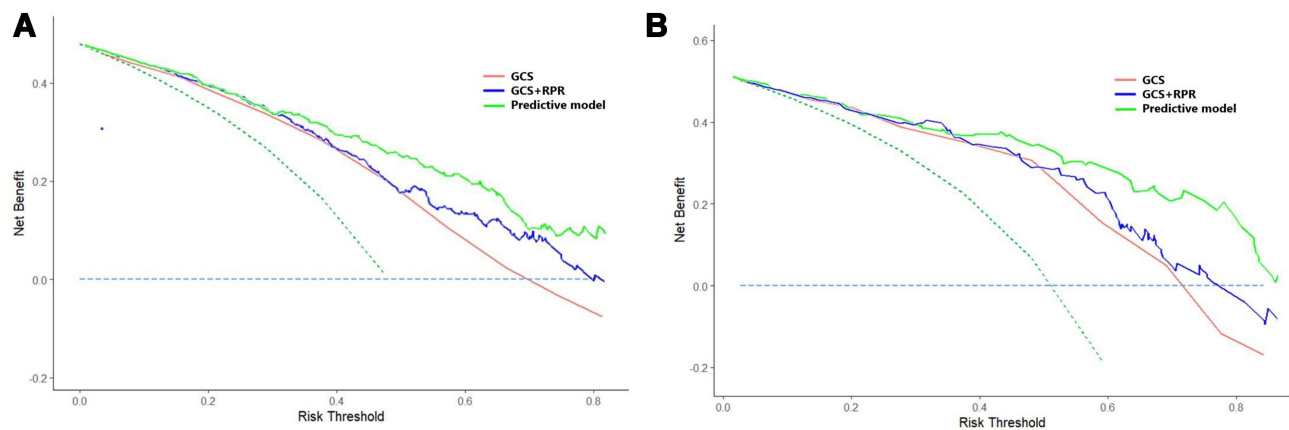 A
GCS
GCS+RPR
Predictive model
0.4
0.2
0.0
-0.2
Net Benefit
0.0 0.2 0.4 0.6 0.8
Risk Threshold
B
GCS
GCS+RPR
Predictive model
0.6
0.4
0.2
0.0
-0.2
Net Benefit
0.0 0.2 0.4 0.6 0.8
Risk Threshold